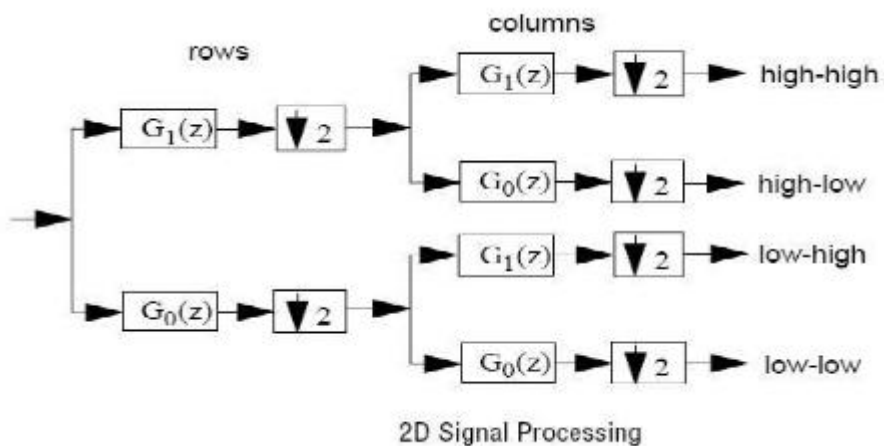 columns
rows
G₁(z) 2 high-high
G₁(z) 2
G₀(z) 2 high-low
G₁(z) 2 low-high
G₀(z) 2
G₀(z) 2 low-low
2D Signal Processing